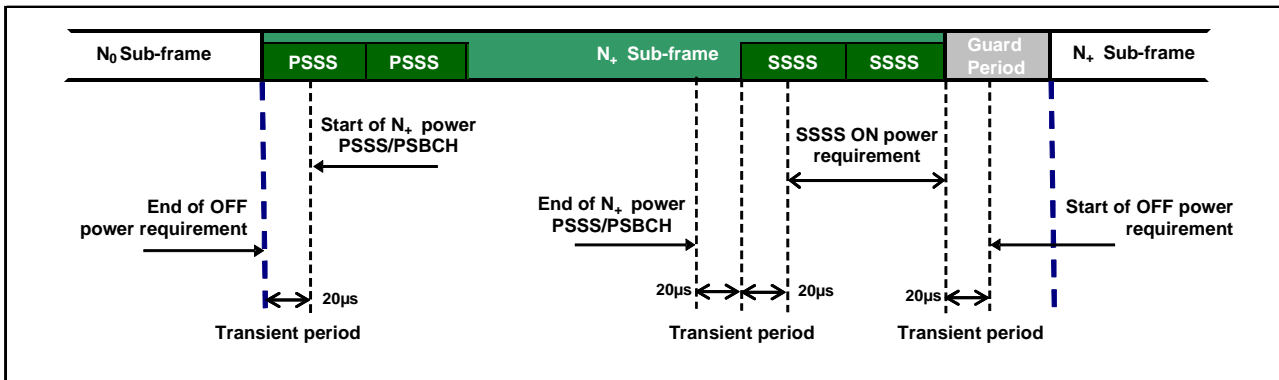 N₀ Sub-frame
PSSS
PSSS
N₊ Sub-frame
SSSS
SSSS
Guard
Period
N₊ Sub-frame
Start of N₊ power
PSSS/PSBCH
SSSS ON power
requirement
End of OFF
power requirement
End of N₊ power
PSSS/PSBCH
Start of OFF power
requirement
20µs
20µs
20µs
20µs
Transient period
Transient period
Transient period